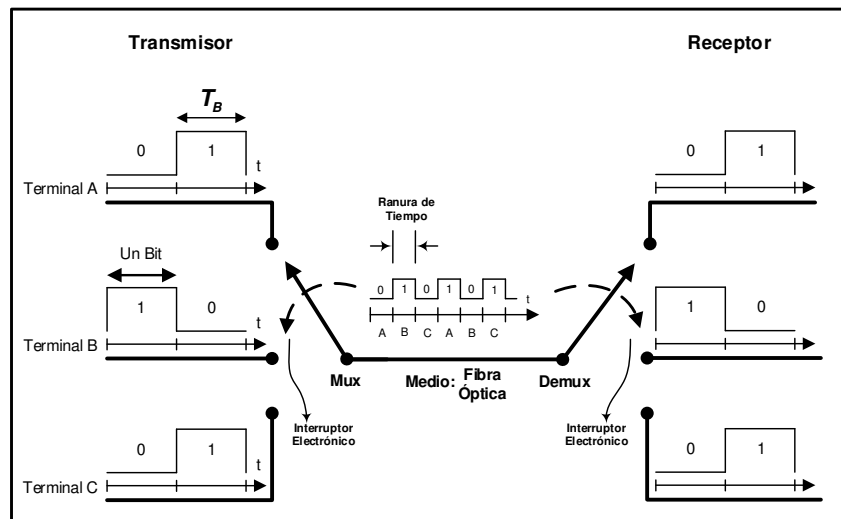 Transmisor
Receptor
T_B
0 1 t
Terminal A
0 1
Ranura de
Tiempo
Un Bit
1 0 t
Terminal B
0 1 0 1 0 1 t
A B C A B C
1 0
Mux
Medio: Fibra
Óptica
Demux
Interruptor
Electrónico
Interruptor
Electrónico
0 1 t
Terminal C
0 1